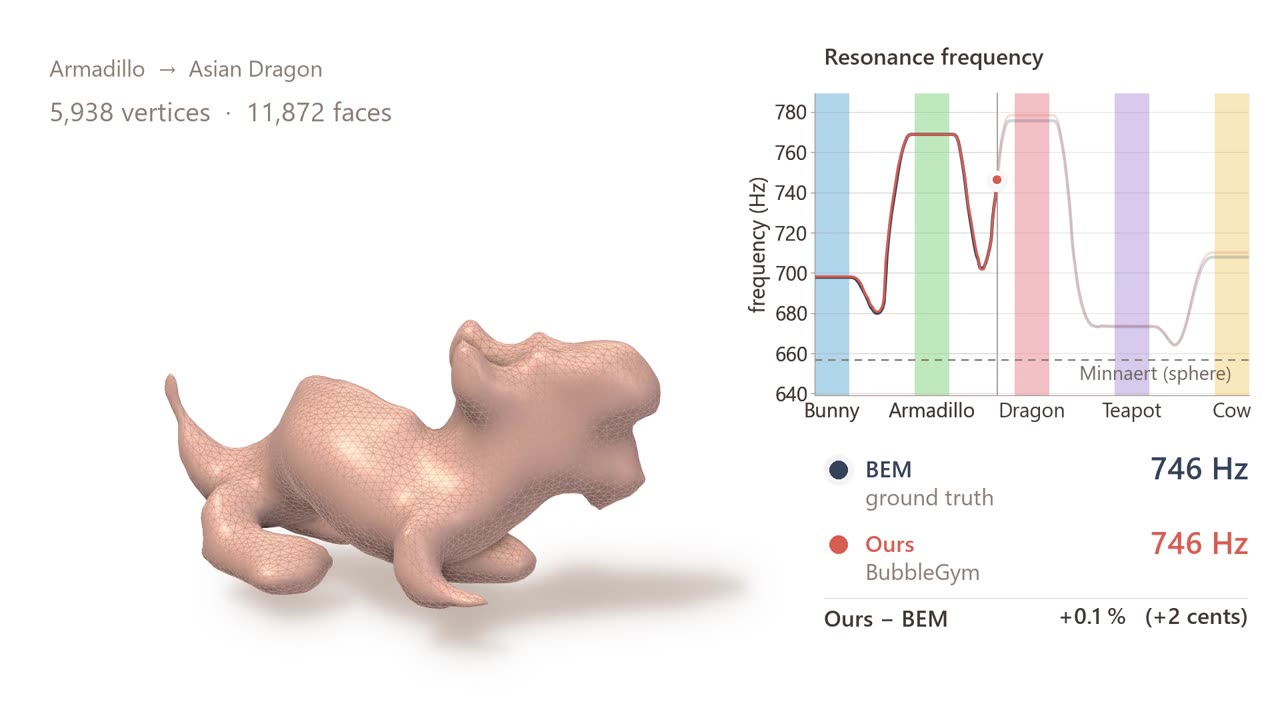 Armadillo → Asian Dragon
5,938 vertices · 11,872 faces
Resonance frequency
frequency (Hz)
780
760
740
720
700
680
660
640
Minnaert (sphere)
Bunny Armadillo Dragon Teapot Cow
BEM 746 Hz
ground truth
Ours 746 Hz
BubbleGym
Ours − BEM +0.1 % (+2 cents)